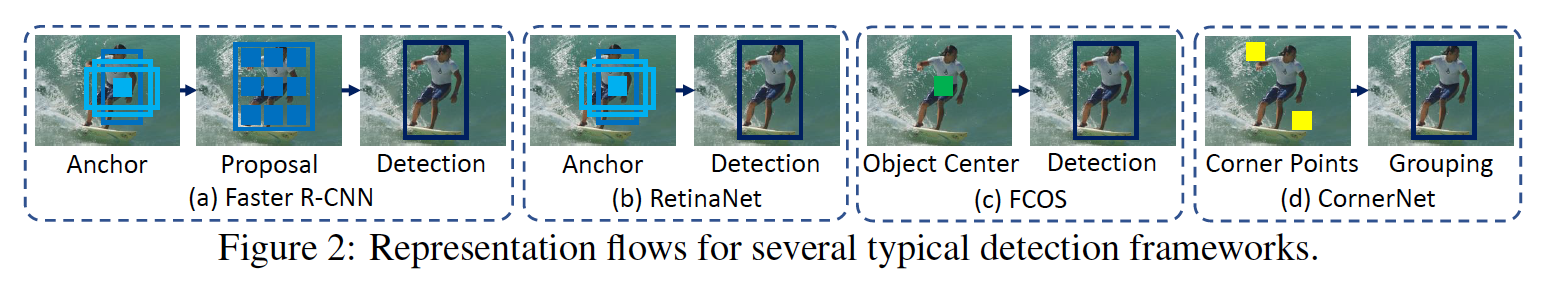 Anchor Proposal Detection
(a) Faster R-CNN
Anchor Detection
(b) RetinaNet
Object Center Detection
(c) FCOS
Corner Points Grouping
(d) CornerNet
Figure 2: Representation flows for several typical detection frameworks.